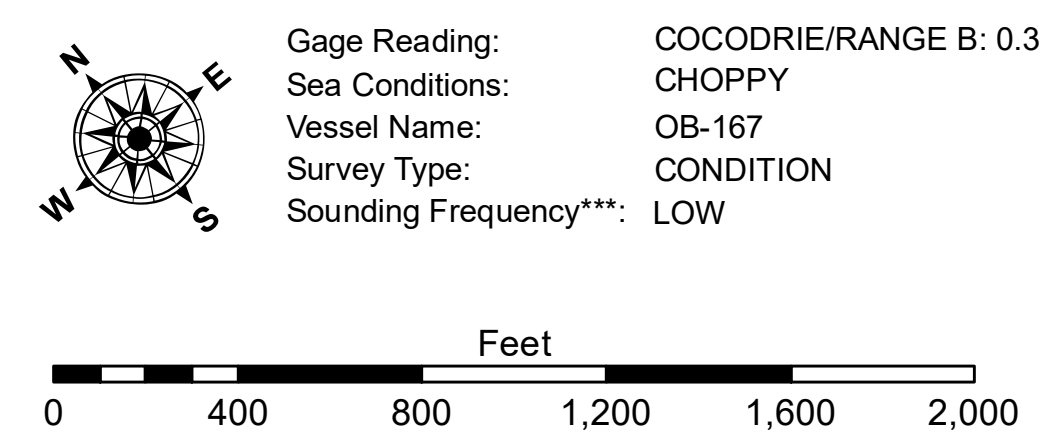 N
E
W
S
Gage Reading: COCODRIE/RANGE B: 0.3
Sea Conditions: CHOPPY
Vessel Name: OB-167
Survey Type: CONDITION
Sounding Frequency***: LOW
Feet
0 400 800 1,200 1,600 2,000